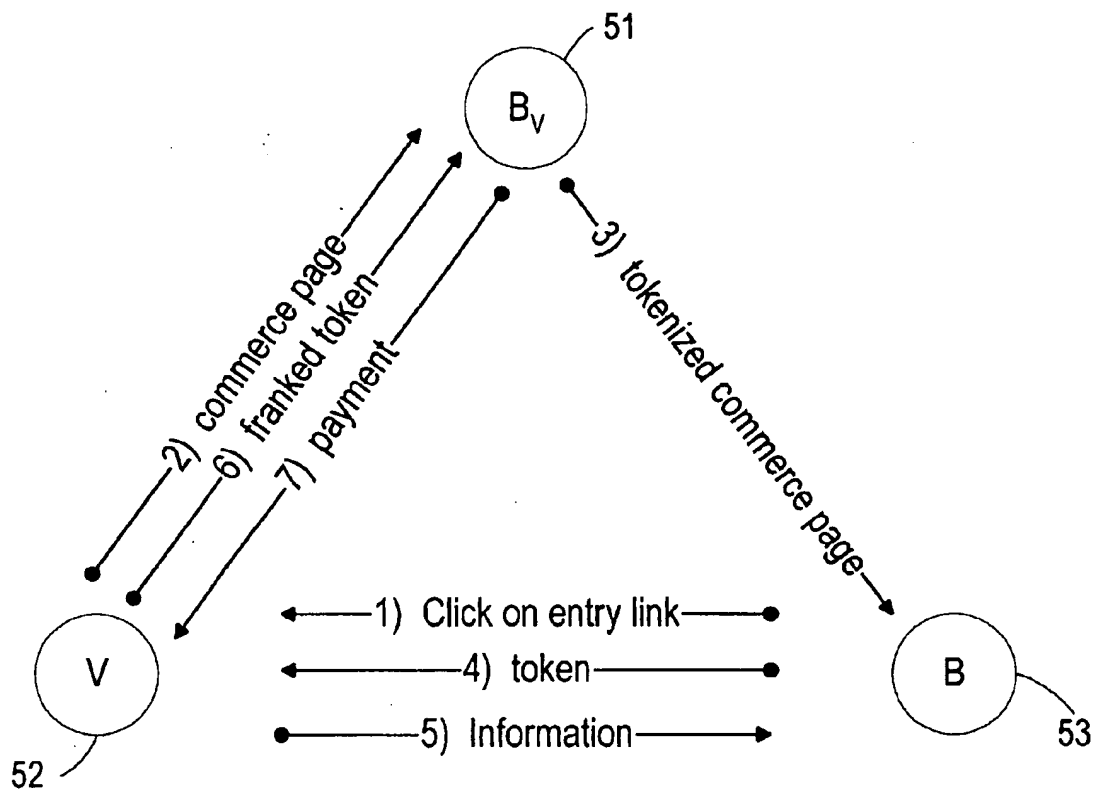 51
Bv
2) commerce page
6) franked token
7) payment
3) tokenized commerce page
1) Click on entry link
4) token
5) Information
V
B
52
53